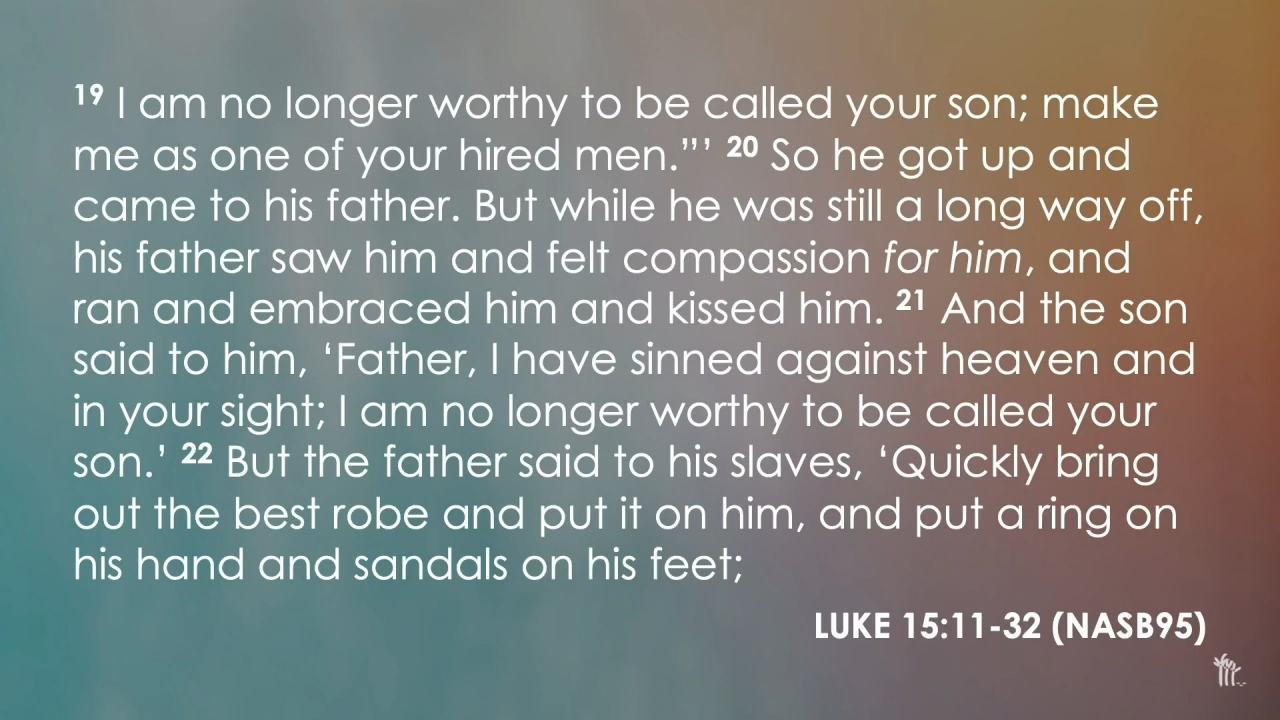 19 I am no longer worthy to be called your son; make
me as one of your hired men.”’ 20 So he got up and
came to his father. But while he was still a long way off,
his father saw him and felt compassion for him, and
ran and embraced him and kissed him. 21 And the son
said to him, ‘Father, I have sinned against heaven and
in your sight; I am no longer worthy to be called your
son.’ 22 But the father said to his slaves, ‘Quickly bring
out the best robe and put it on him, and put a ring on
his hand and sandals on his feet;
LUKE 15:11-32 (NASB95)